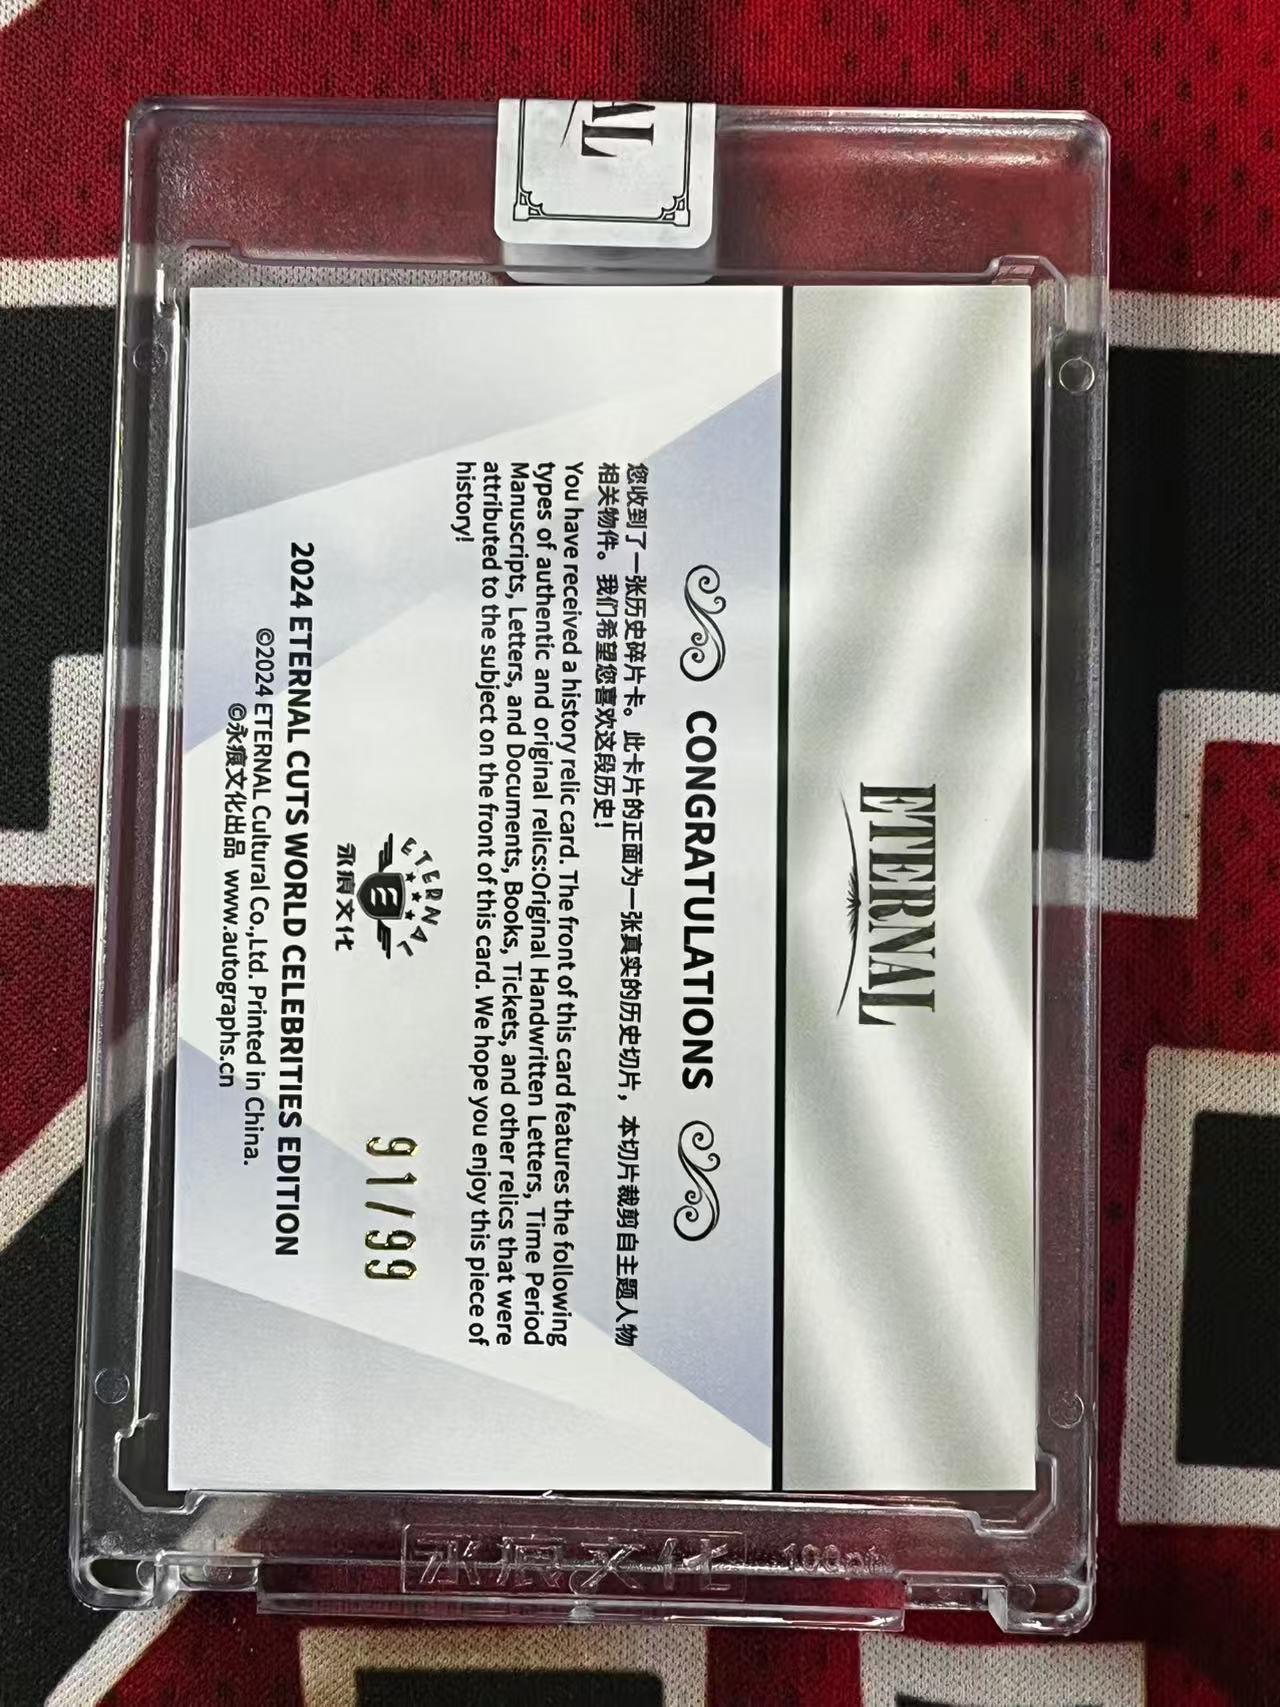 AL
ETERNAL
CONGRATULATIONS
您收到了一张历史碎片卡。此卡片的正面为一张真实的历史切片，本切片裁剪自主题人物
相关物件。我们希望您喜欢这段历史！
You have received a history relic card. The front of this card features the following
types of authentic and original relics:Original Handwritten Letters, Time Period
Manuscripts, Letters, and Documents, Books, Tickets, and other relics that were
attributed to the subject on the front of this card. We hope you enjoy this piece of
history!
ETERNAL
E
永痕文化
91/99
2024 ETERNAL CUTS WORLD CELEBRITIES EDITION
©2024 ETERNAL Cultural Co.,Ltd. Printed in China.
©永痕文化出品 www.autographs.cn
永痕文化 100pt